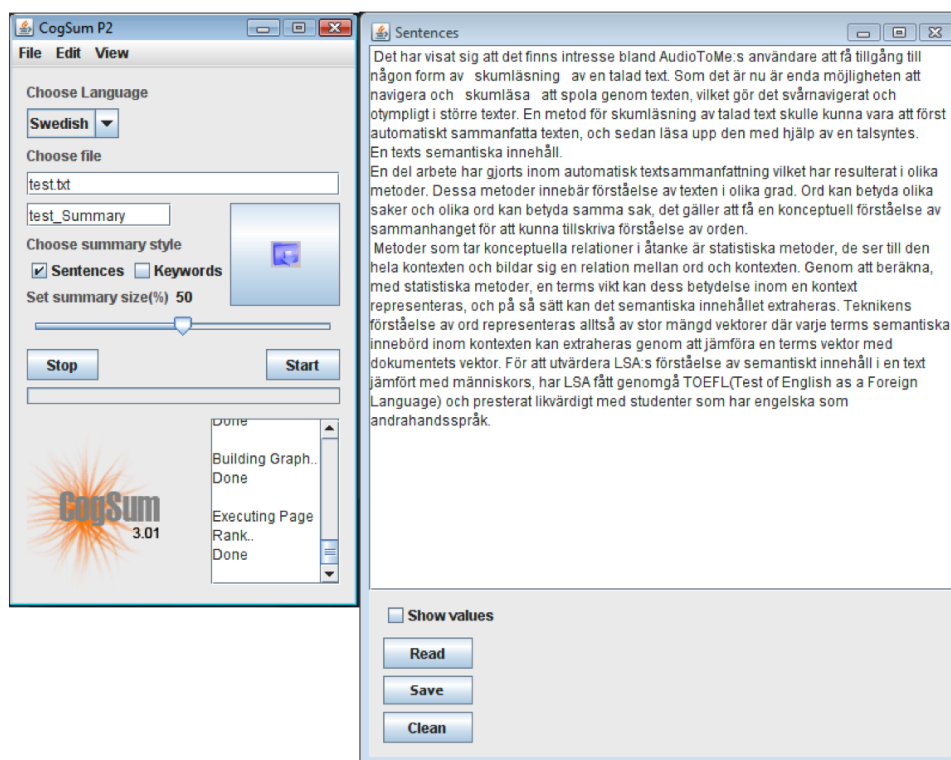 CogSum P2
File Edit View
Choose Language
Swedish
Choose file
test.txt
test_Summary
Choose summary style
Sentences Keywords
Set summary size(%) 50
Stop Start
Done
Building Graph..
Done
Executing Page
Rank..
Done
CogSum
3.01
Sentences
Det har visat sig att det finns intresse bland AudioToMe:s användare att få tillgång till
någon form av skumläsning av en talad text. Som det är nu är enda möjligheten att
navigera och skumläsa att spola genom texten, vilket gör det svårnavigerat och
otympligt i större texter. En metod för skumläsning av talad text skulle kunna vara att först
automatiskt sammanfatta texten, och sedan läsa upp den med hjälp av en talsyntes.
En texts semantiska innehåll.
En del arbete har gjorts inom automatisk textsammanfattning vilket har resulterat i olika
metoder. Dessa metoder innebär förståelse av texten i olika grad. Ord kan betyda olika
saker och olika ord kan betyda samma sak, det gäller att få en konceptuell förståelse av
sammanhanget för att kunna tillskriva förståelse av orden.
Metoder som tar konceptuella relationer i åtanke är statistiska metoder, de ser till den
hela kontexten och bildar sig en relation mellan ord och kontexten. Genom att beräkna,
med statistiska metoder, en terms vikt kan dess betydelse inom en kontext
representeras, och på så sätt kan det semantiska innehållet extraheras. Teknikens
förståelse av ord representeras alltså av stor mängd vektorer där varje terms semantiska
innebörd inom kontexten kan extraheras genom att jämföra en terms vektor med
dokumentets vektor. För att utvärdera LSA:s förståelse av semantiskt innehåll i en text
jämfört med människors, har LSA fått genomgå TOEFL(Test of English as a Foreign
Language) och presterat likvärdigt med studenter som har engelska som
andrahandsspråk.
Show values
Read
Save
Clean